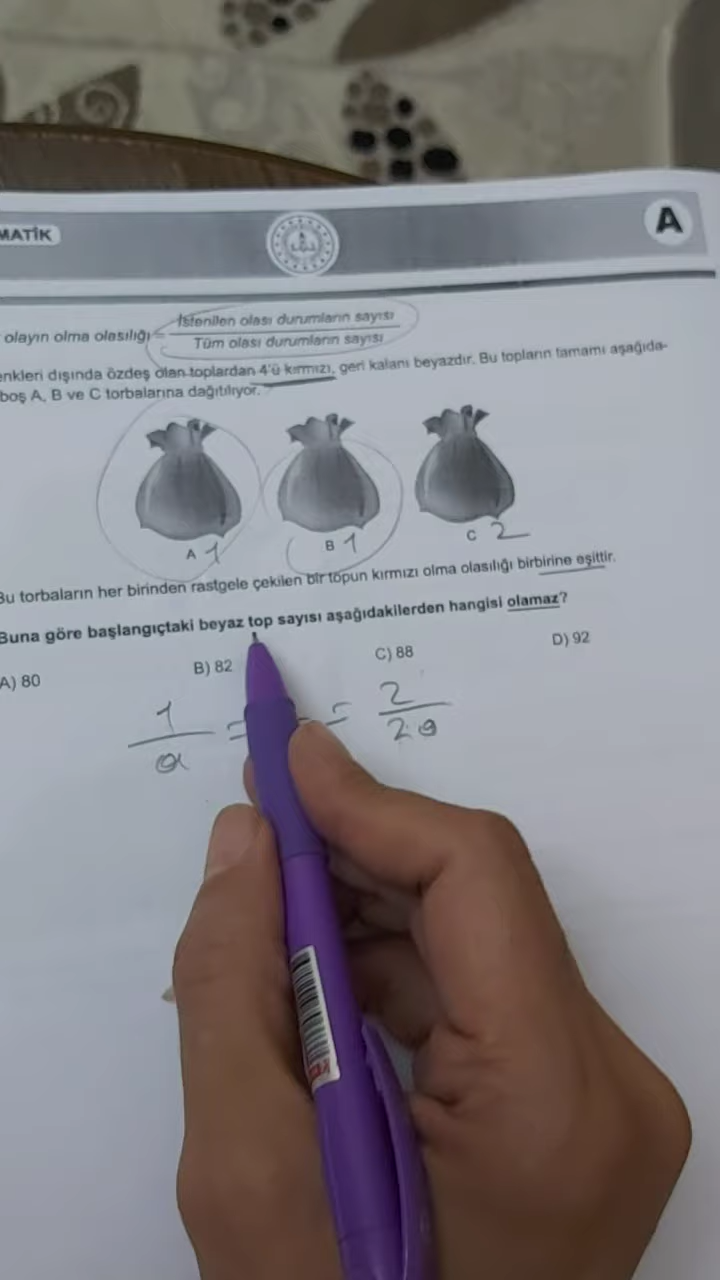 MATİK
A
olayın olma olasılığı = İstenilen olası durumların sayısı
Tüm olası durumların sayısı
enkleri dışında özdeş olan toplardan 4'ü kırmızı, geri kalanı beyazdır. Bu topların tamamı aşağıda-
boş A, B ve C torbalarına dağıtılıyor.
A 1 B 1 C 2
Bu torbaların her birinden rastgele çekilen bir topun kırmızı olma olasılığı birbirine eşittir.
Buna göre başlangıçtaki beyaz top sayısı aşağıdakilerden hangisi olamaz?
A) 80 B) 82 C) 88 D) 92
1 = = 2
a 2a